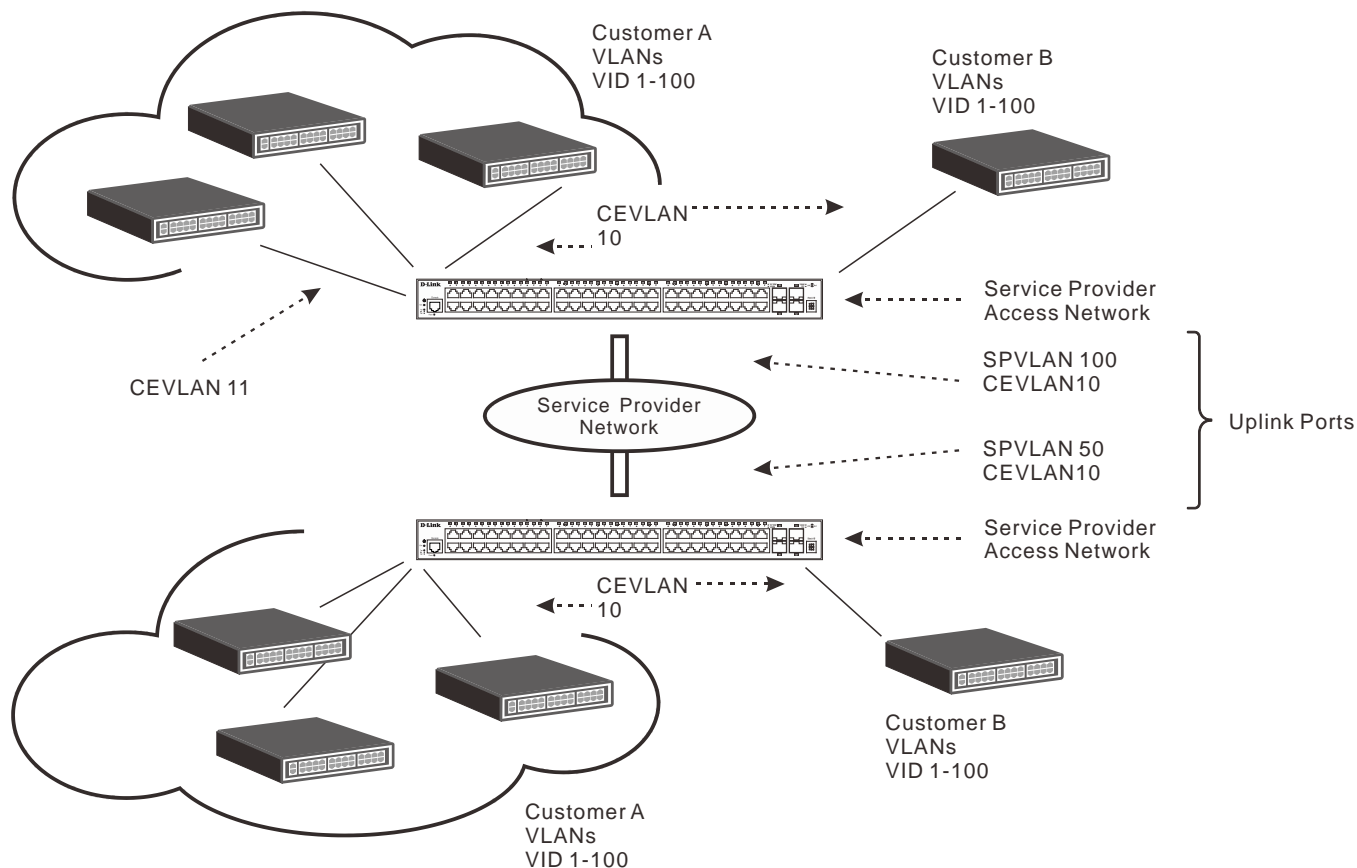 Customer A
VLANs
VID 1-100
Customer B
VLANs
VID 1-100
CEVLAN
10
D-Link
Service Provider
Access Network
CEVLAN 11
SPVLAN 100
CEVLAN10
Service Provider
Network
Uplink Ports
SPVLAN 50
CEVLAN10
D-Link
Service Provider
Access Network
CEVLAN
10
Customer B
VLANs
VID 1-100
Customer A
VLANs
VID 1-100